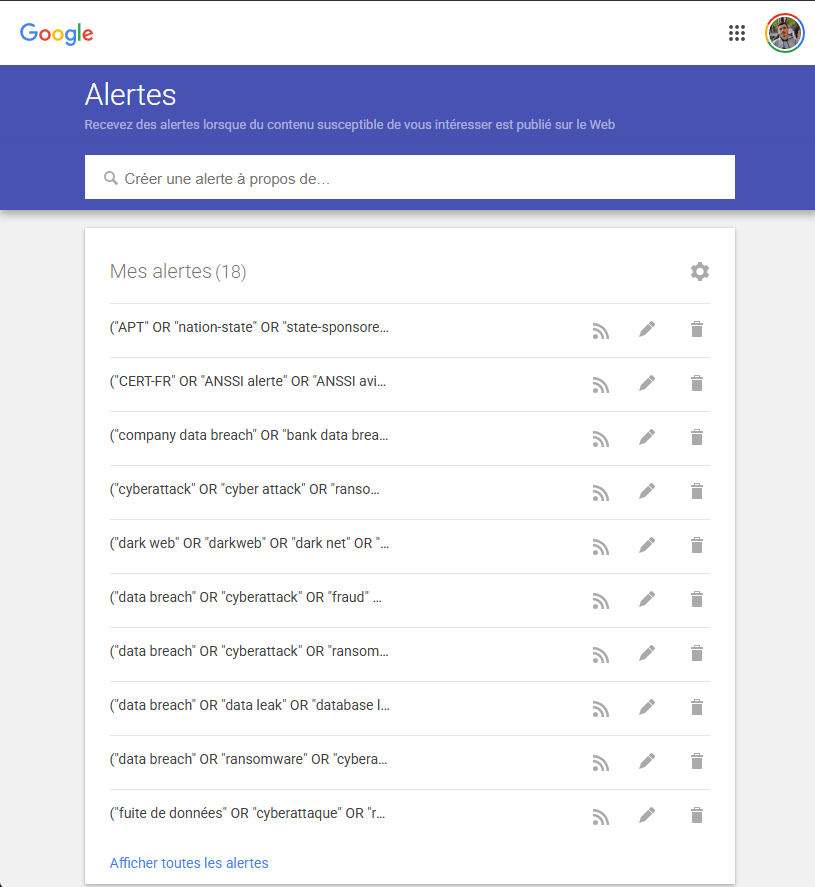 Google
Alertes
Recevez des alertes lorsque du contenu susceptible de vous intéresser est publié sur le Web
Créer une alerte à propos de…
Mes alertes (18)
("APT" OR "nation-state" OR "state-sponsore…
("CERT-FR" OR "ANSSI alerte" OR "ANSSI avi…
("company data breach" OR "bank data brea…
("cyberattack" OR "cyber attack" OR "ranso…
("dark web" OR "darkweb" OR "dark net" OR "…
("data breach" OR "cyberattack" OR "fraud" …
("data breach" OR "cyberattack" OR "ransom…
("data breach" OR "data leak" OR "database l…
("data breach" OR "ransomware" OR "cybera…
("fuite de données" OR "cyberattaque" OR "r…
Afficher toutes les alertes